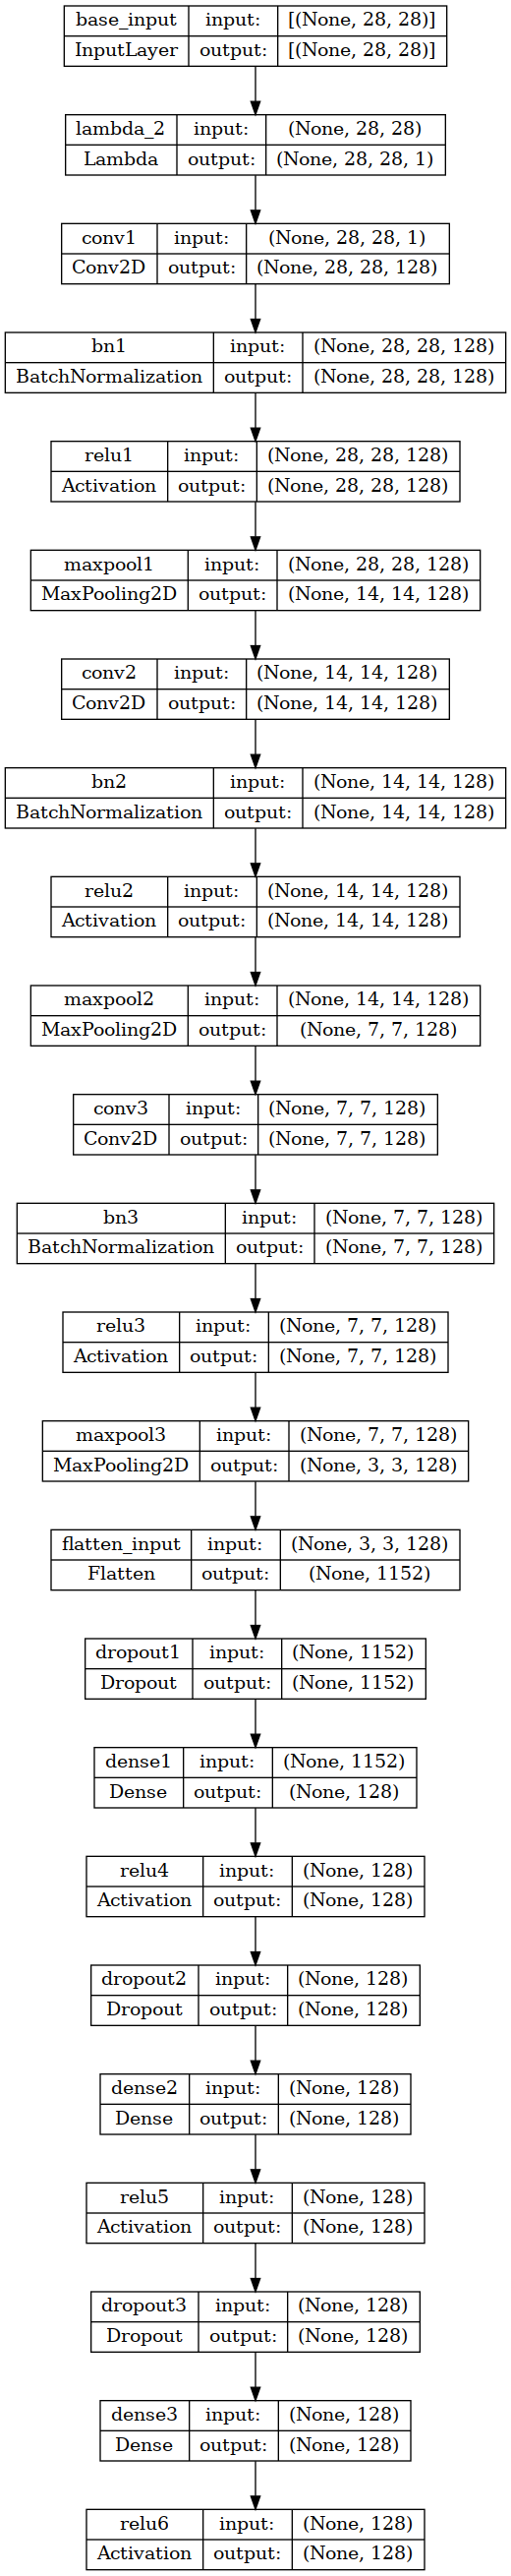 base_input input: [(None, 28, 28)]
InputLayer output: [(None, 28, 28)]
lambda_2 input: (None, 28, 28)
Lambda output: (None, 28, 28, 1)
conv1 input: (None, 28, 28, 1)
Conv2D output: (None, 28, 28, 128)
bn1 input: (None, 28, 28, 128)
BatchNormalization output: (None, 28, 28, 128)
relu1 input: (None, 28, 28, 128)
Activation output: (None, 28, 28, 128)
maxpool1 input: (None, 28, 28, 128)
MaxPooling2D output: (None, 14, 14, 128)
conv2 input: (None, 14, 14, 128)
Conv2D output: (None, 14, 14, 128)
bn2 input: (None, 14, 14, 128)
BatchNormalization output: (None, 14, 14, 128)
relu2 input: (None, 14, 14, 128)
Activation output: (None, 14, 14, 128)
maxpool2 input: (None, 14, 14, 128)
MaxPooling2D output: (None, 7, 7, 128)
conv3 input: (None, 7, 7, 128)
Conv2D output: (None, 7, 7, 128)
bn3 input: (None, 7, 7, 128)
BatchNormalization output: (None, 7, 7, 128)
relu3 input: (None, 7, 7, 128)
Activation output: (None, 7, 7, 128)
maxpool3 input: (None, 7, 7, 128)
MaxPooling2D output: (None, 3, 3, 128)
flatten_input input: (None, 3, 3, 128)
Flatten output: (None, 1152)
dropout1 input: (None, 1152)
Dropout output: (None, 1152)
dense1 input: (None, 1152)
Dense output: (None, 128)
relu4 input: (None, 128)
Activation output: (None, 128)
dropout2 input: (None, 128)
Dropout output: (None, 128)
dense2 input: (None, 128)
Dense output: (None, 128)
relu5 input: (None, 128)
Activation output: (None, 128)
dropout3 input: (None, 128)
Dropout output: (None, 128)
dense3 input: (None, 128)
Dense output: (None, 128)
relu6 input: (None, 128)
Activation output: (None, 128)